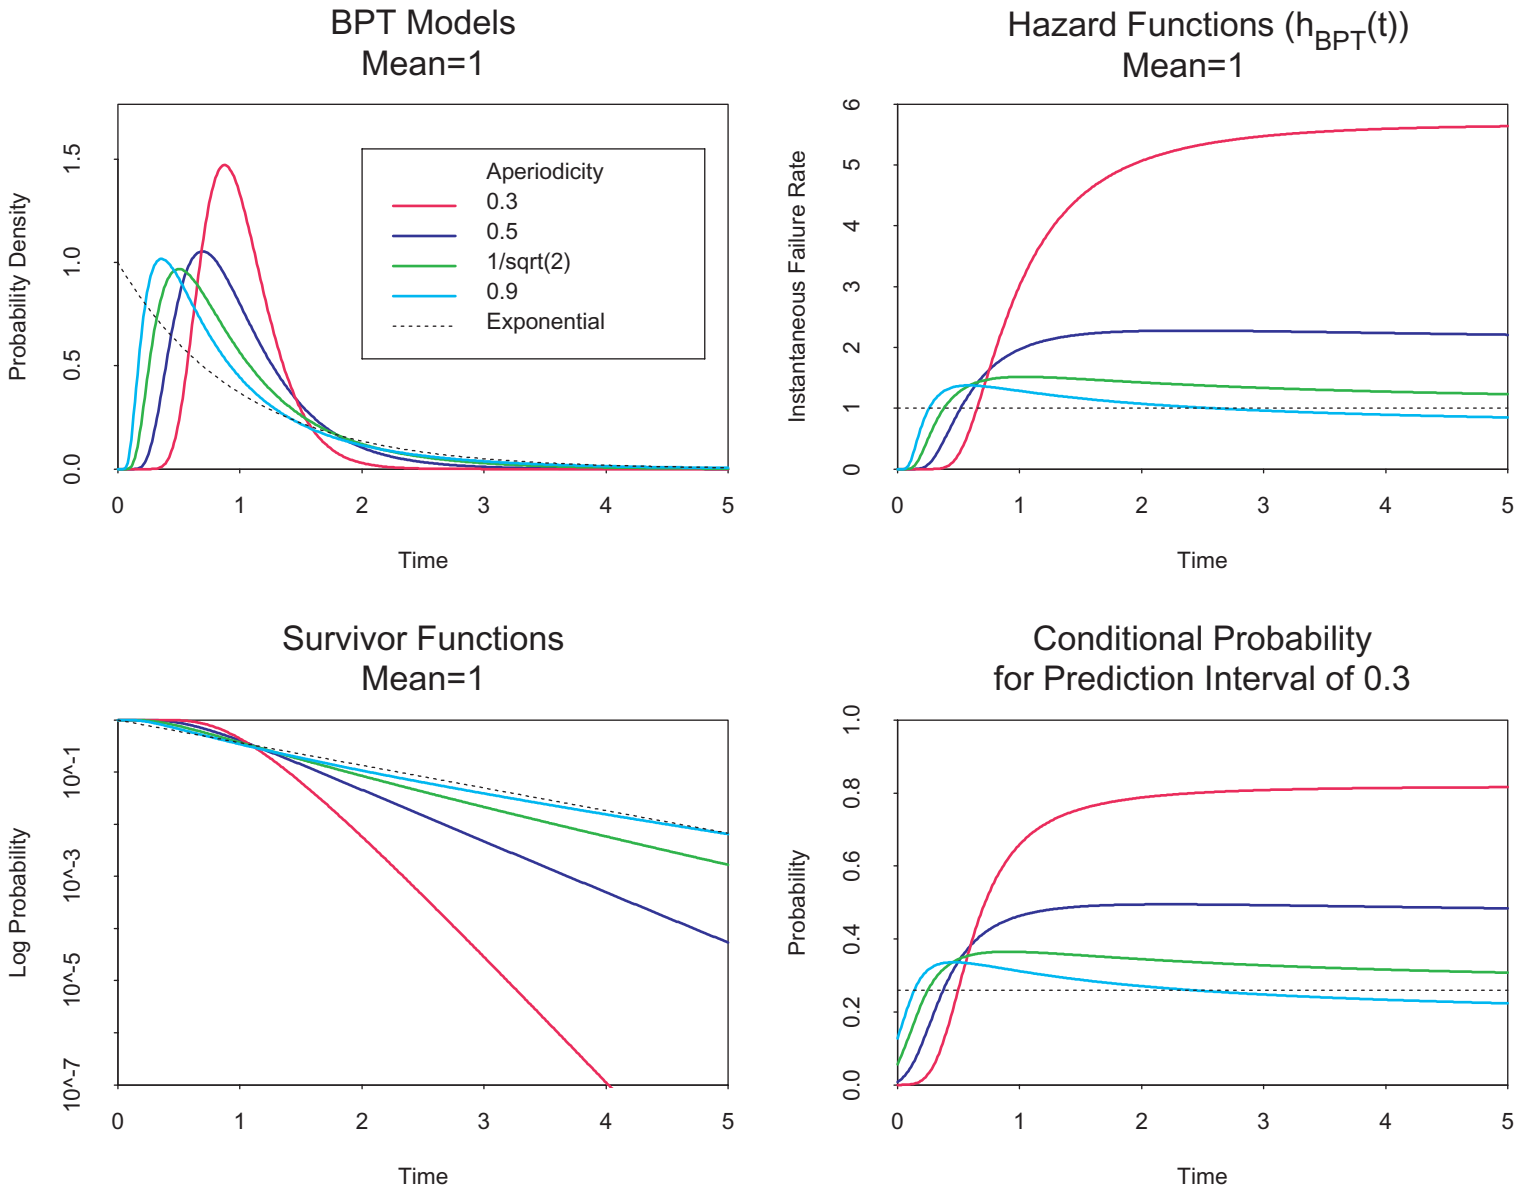 BPT Models
Mean=1
Probability Density
1.5
1.0
0.5
0.0
Aperiodicity
0.3
0.5
1/sqrt(2)
0.9
Exponential
0 1 2 3 4 5
Time
Hazard Functions (hBPT(t))
Mean=1
Instantaneous Failure Rate
6
5
4
3
2
1
0
0 1 2 3 4 5
Time
Survivor Functions
Mean=1
Log Probability
10^-1
10^-3
10^-5
10^-7
0 1 2 3 4 5
Time
Conditional Probability
for Prediction Interval of 0.3
Probability
1.0
0.8
0.6
0.4
0.2
0.0
0 1 2 3 4 5
Time